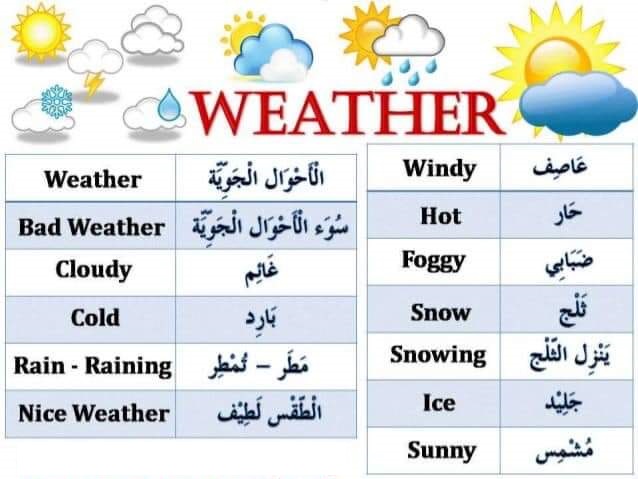 WEATHER
Weather الْأَحْوَال الْجَوِّيَّة
Bad Weather سُوَء الْأَحْوَال الْجَوِّيَّة
Cloudy غَائِم
Cold بَارِد
Rain - Raining مَطَر – تُمْطِر
Nice Weather الْطَّقْس لَطِيْف
Windy عَاصِف
Hot حَار
Foggy ضَبَابِي
Snow ثَلْج
Snowing يَنْزِل الثَّلْج
Ice جَلِيْد
Sunny مُشْمِس